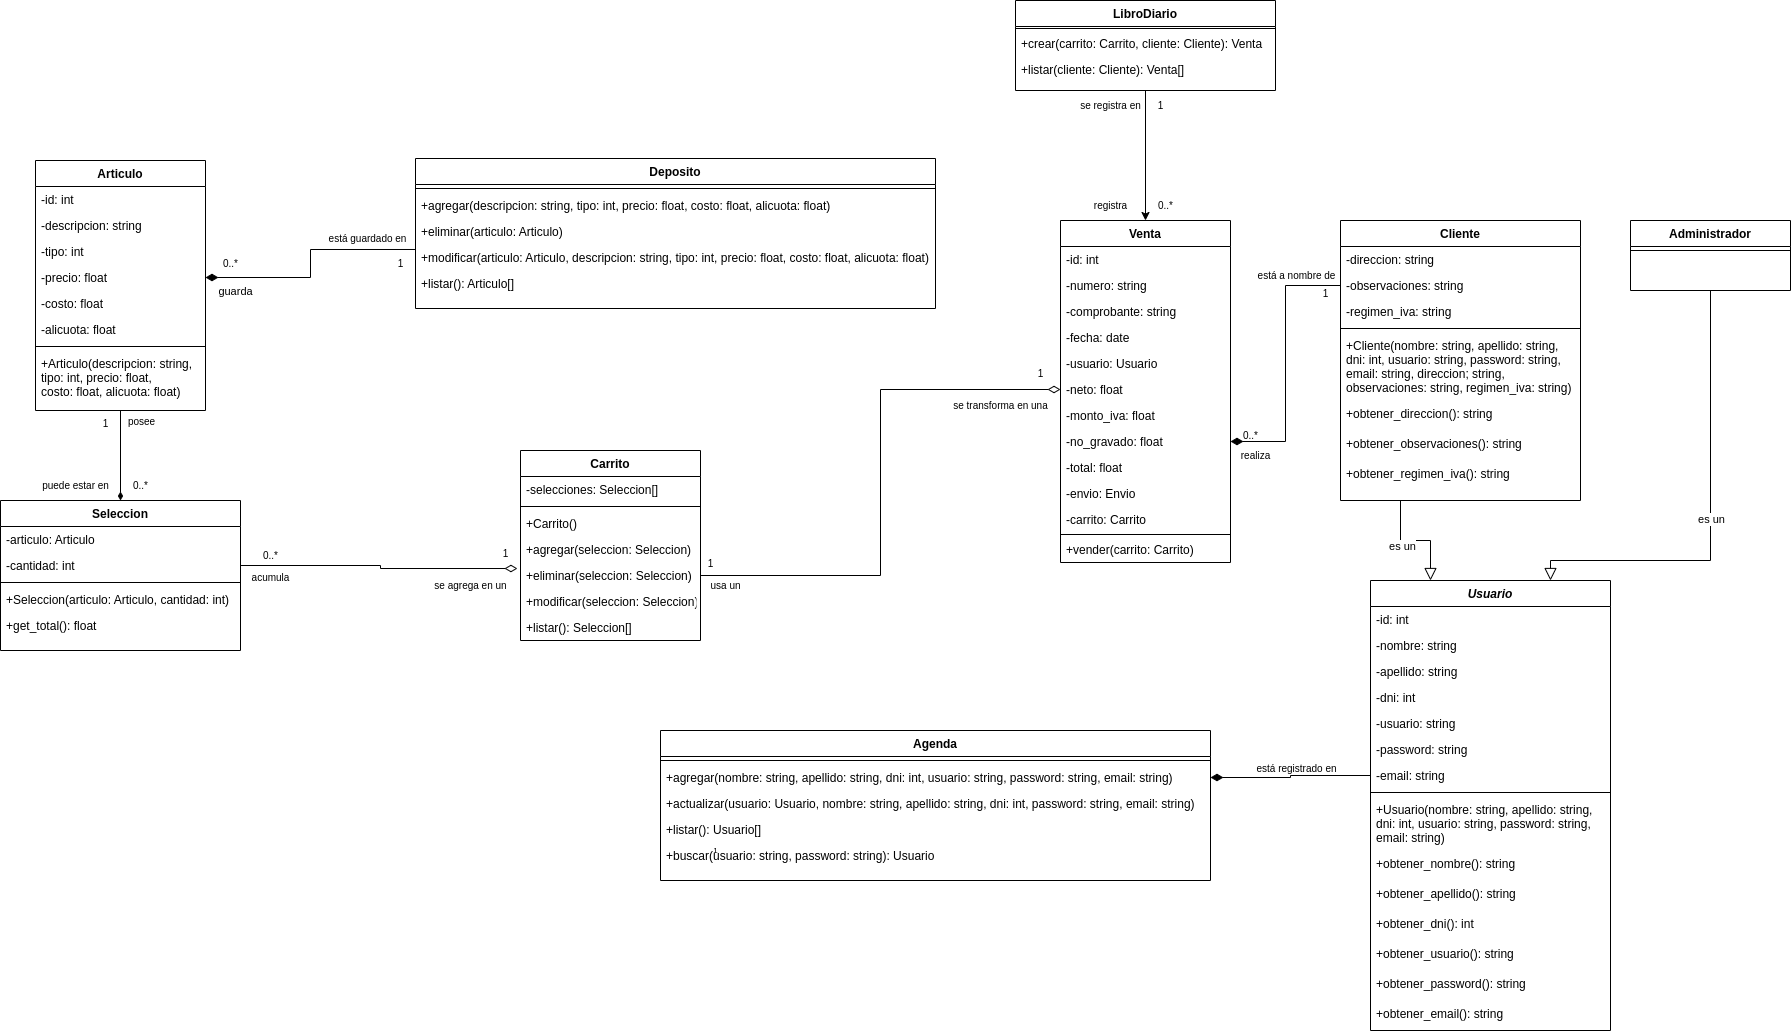 LibroDiario
+crear(carrito: Carrito, cliente: Cliente): Venta
+listar(cliente: Cliente): Venta[]
se registra en
1
registra
0..*
Articulo
-id: int
-descripcion: string
-tipo: int
-precio: float
-costo: float
-alicuota: float
+Articulo(descripcion: string,
tipo: int, precio: float,
costo: float, alicuota: float)
0..*
guarda
está guardado en
1
Deposito
+agregar(descripcion: string, tipo: int, precio: float, costo: float, alicuota: float)
+eliminar(articulo: Articulo)
+modificar(articulo: Articulo, descripcion: string, tipo: int, precio: float, costo: float, alicuota: float)
+listar(): Articulo[]
1
posee
puede estar en
0..*
Seleccion
-articulo: Articulo
-cantidad: int
+Seleccion(articulo: Articulo, cantidad: int)
+get_total(): float
0..*
acumula
1
se agrega en un
Carrito
-selecciones: Seleccion[]
+Carrito()
+agregar(seleccion: Seleccion)
+eliminar(seleccion: Seleccion)
+modificar(seleccion: Seleccion)
+listar(): Seleccion[]
1
usa un
1
se transforma en una
Venta
-id: int
-numero: string
-comprobante: string
-fecha: date
-usuario: Usuario
-neto: float
-monto_iva: float
-no_gravado: float
-total: float
-envio: Envio
-carrito: Carrito
+vender(carrito: Carrito)
está a nombre de
1
0..*
realiza
Cliente
-direccion: string
-observaciones: string
-regimen_iva: string
+Cliente(nombre: string, apellido: string,
dni: int, usuario: string, password: string,
email: string, direccion; string,
observaciones: string, regimen_iva: string)
+obtener_direccion(): string
+obtener_observaciones(): string
+obtener_regimen_iva(): string
Administrador
es un
es un
Usuario
-id: int
-nombre: string
-apellido: string
-dni: int
-usuario: string
-password: string
-email: string
+Usuario(nombre: string, apellido: string,
dni: int, usuario: string, password: string,
email: string)
+obtener_nombre(): string
+obtener_apellido(): string
+obtener_dni(): int
+obtener_usuario(): string
+obtener_password(): string
+obtener_email(): string
está registrado en
Agenda
+agregar(nombre: string, apellido: string, dni: int, usuario: string, password: string, email: string)
+actualizar(usuario: Usuario, nombre: string, apellido: string, dni: int, password: string, email: string)
+listar(): Usuario[]
+buscar(usuario: string, password: string): Usuario
1